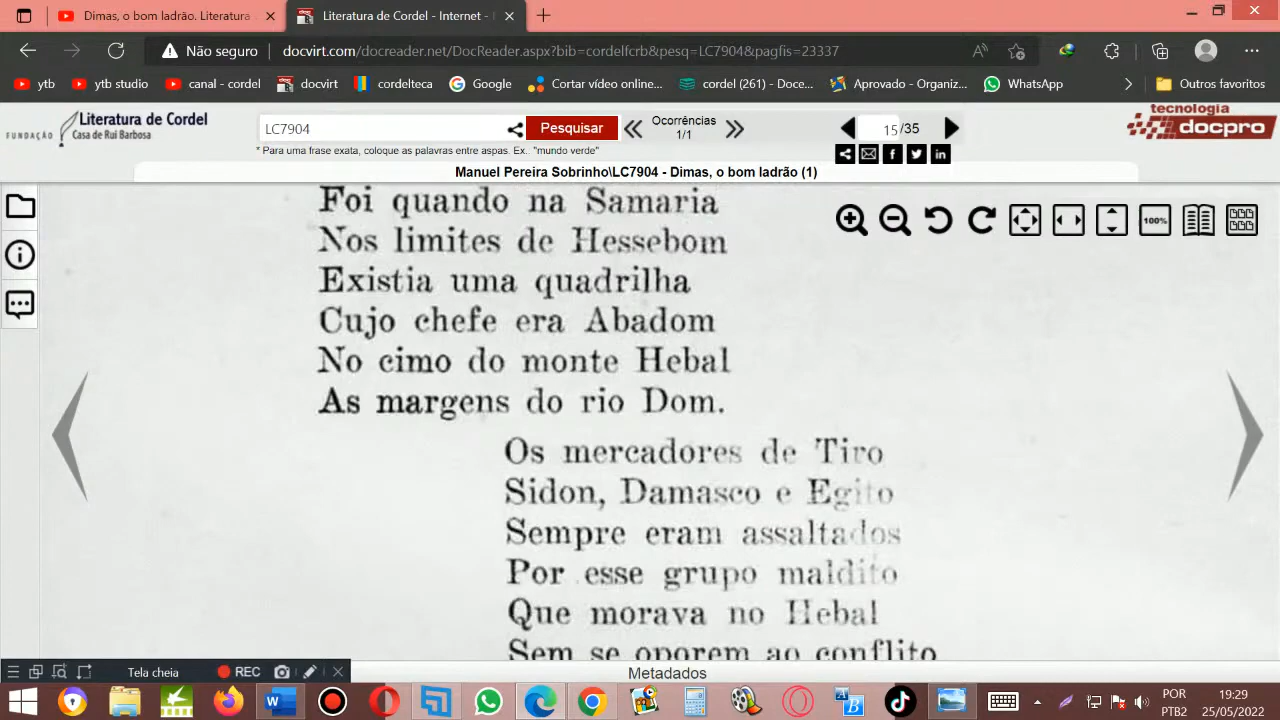 Dimas, o bom ladrão. Literatura
Literatura de Cordel - Internet -
Não seguro
docvirt.com/docreader.net/DocReader.aspx?bib=cordelfcrb&pesq=LC7904&pagfis=23337
ytb
ytb studio
canal - cordel
docvirt
cordelteca
Google
Cortar vídeo online...
cordel (261) - Doce...
Aprovado - Organiz...
WhatsApp
Outros favoritos
FUNDAÇÃO
Literatura de Cordel
Casa de Rui Barbosa
LC7904
Pesquisar
Ocorrências
1/1
15 /35
tecnologia
docpro
* Para uma frase exata, coloque as palavras entre aspas. Ex.. "mundo verde"
Manuel Pereira Sobrinho\LC7904 - Dimas, o bom ladrão (1)
100%
Foi quando na Samaria
Nos limites de Hessebom
Existia uma quadrilha
Cujo chefe era Abadom
No cimo do monte Hebal
As margens do rio Dom.
Os mercadores de Tiro
Sidon, Damasco e Egito
Sempre eram assaltados
Por esse grupo maldito
Que morava no Hebal
Sem se oporem ao conflito
Tela cheia
REC
Metadados
POR
PTB2
19:29
25/05/2022